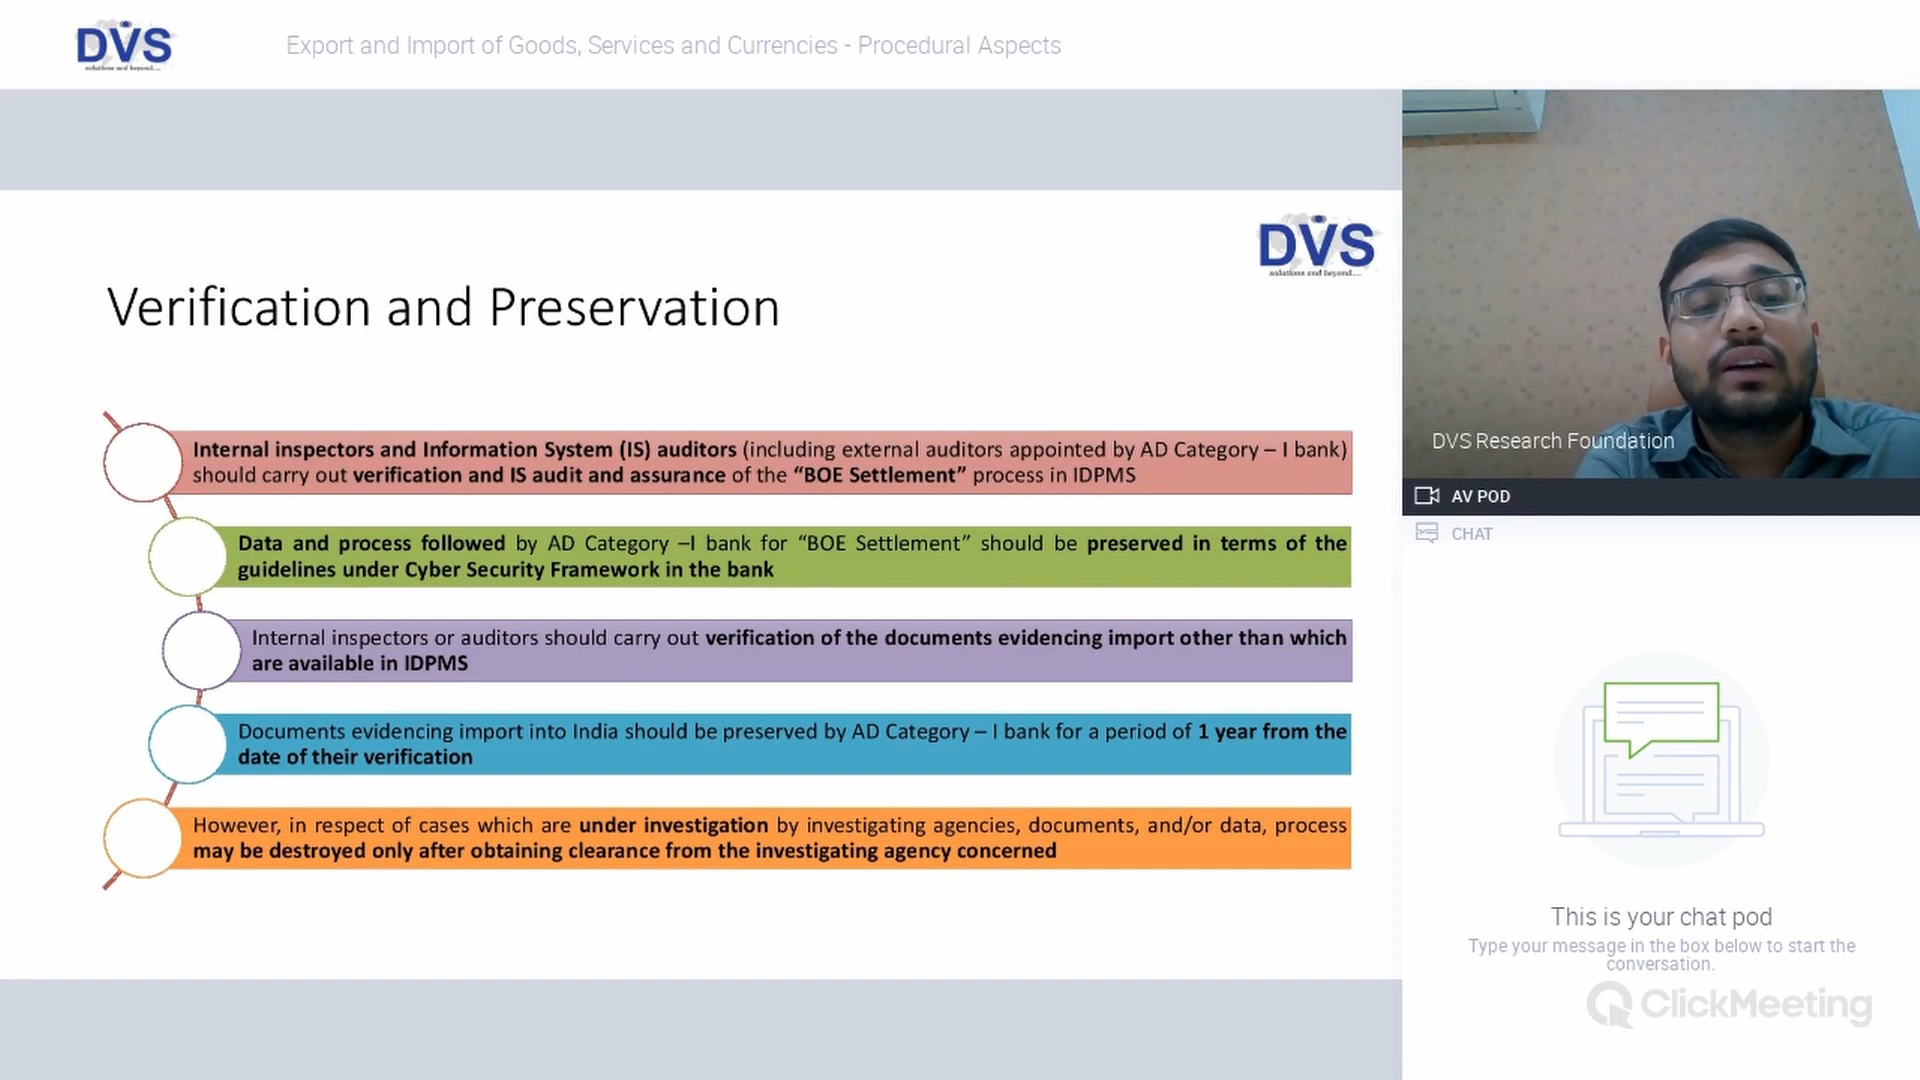 DVS
solutions and beyond....
Export and Import of Goods, Services and Currencies - Procedural Aspects
DVS
solutions and beyond....
Verification and Preservation
Internal inspectors and Information System (IS) auditors (including external auditors appointed by AD Category – I bank)
should carry out verification and IS audit and assurance of the “BOE Settlement” process in IDPMS
Data and process followed by AD Category –I bank for “BOE Settlement” should be preserved in terms of the
guidelines under Cyber Security Framework in the bank
Internal inspectors or auditors should carry out verification of the documents evidencing import other than which
are available in IDPMS
Documents evidencing import into India should be preserved by AD Category – I bank for a period of 1 year from the
date of their verification
However, in respect of cases which are under investigation by investigating agencies, documents, and/or data, process
may be destroyed only after obtaining clearance from the investigating agency concerned
DVS Research Foundation
AV POD
CHAT
This is your chat pod
Type your message in the box below to start the
conversation.
ClickMeeting